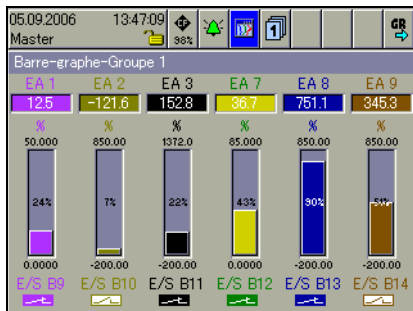 05.09.2006 13:47:09 98% 1 GR
Master
Barre-graphe-Groupe 1
EA 1 EA 2 EA 3 EA 7 EA 8 EA 9
12.5 -121.6 152.8 36.7 751.1 345.3
% % % % % %
50.000 850.00 1372.0 85.000 850.00 850.00
24% 7% 22% 43% 90% 51%
0.0000 -200.00 -200.00 0.0000 -200.00 -200.00
E/S B9 E/S B10 E/S B11 E/S B12 E/S B13 E/S B14